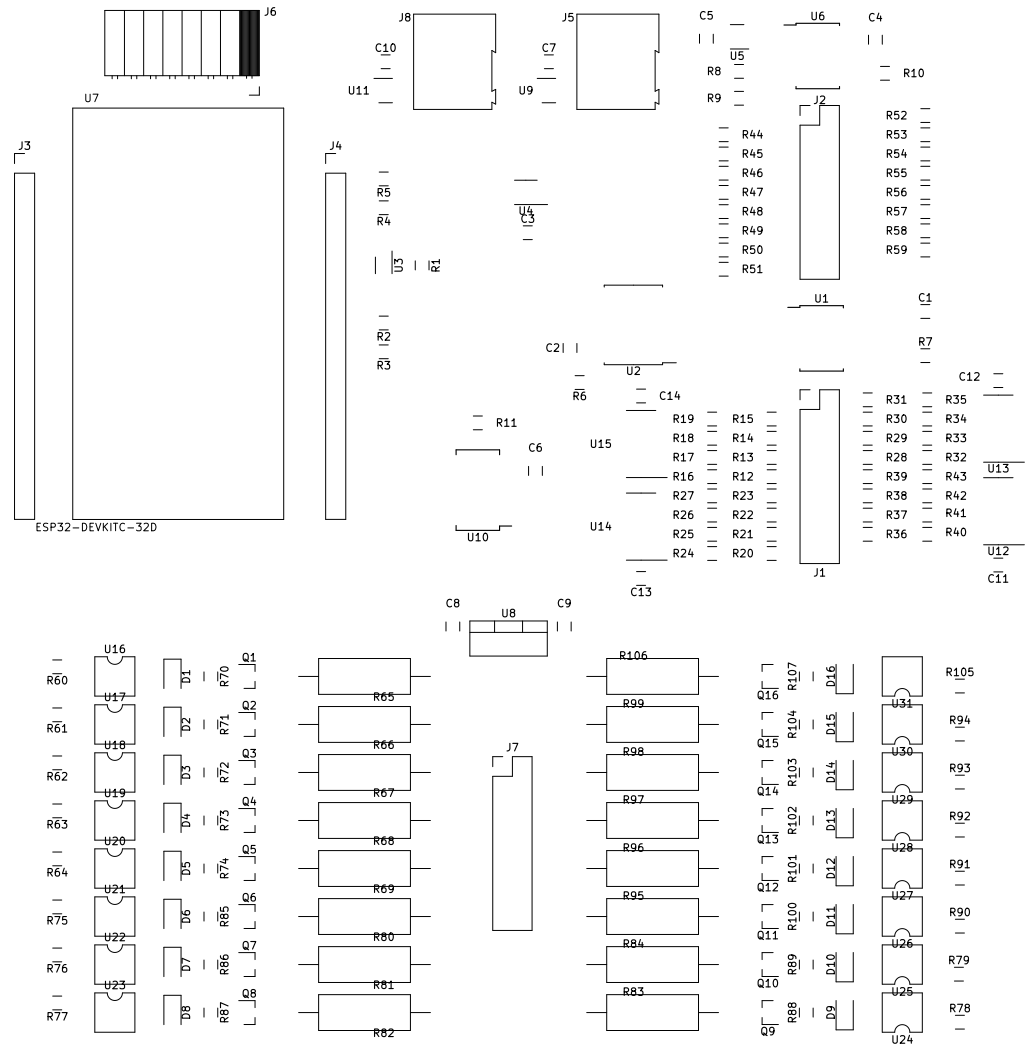 J6
J8
J5
C5
U6
C4
C10
C7
U5
R8
R10
U11
U9
R9
J2
U7
R52
R44
R53
J3
J4
R45
R54
R46
R55
R5
R47
R56
R4
U4
C3
R48
R57
R49
R58
R50
R59
U3
R1
R51
U1
C1
R2
R7
C2
R3
U2
R6
C14
C12
R31
R35
R11
R19
R15
R30
R34
U15
R18
R14
R29
R33
C6
R17
R13
R28
R32
U13
R16
R12
R39
R43
R27
R23
R38
R42
ESP32-DEVKITC-32D
U14
R26
R22
R37
R41
U10
R25
R21
R36
R40
R24
R20
U12
J1
C11
C13
C8
U8
C9
U16
Q1
R106
R60
D1
R70
R65
Q16
R107
D16
R105
U17
Q2
R99
U31
R61
D2
R71
R66
Q15
R104
D15
R94
U18
Q3
R98
J7
U30
R62
D3
R72
R67
Q14
R103
D14
R93
U19
Q4
R97
U29
R63
D4
R73
R68
Q13
R102
D13
R92
U20
Q5
R96
U28
R64
D5
R74
R69
Q12
R101
D12
R91
U21
Q6
R95
U27
R75
D6
R85
R80
Q11
R100
D11
R90
U22
Q7
R84
U26
R76
D7
R86
R81
Q10
R89
D10
R79
U23
Q8
R83
U25
R77
D8
R87
R82
Q9
R88
D9
R78
U24